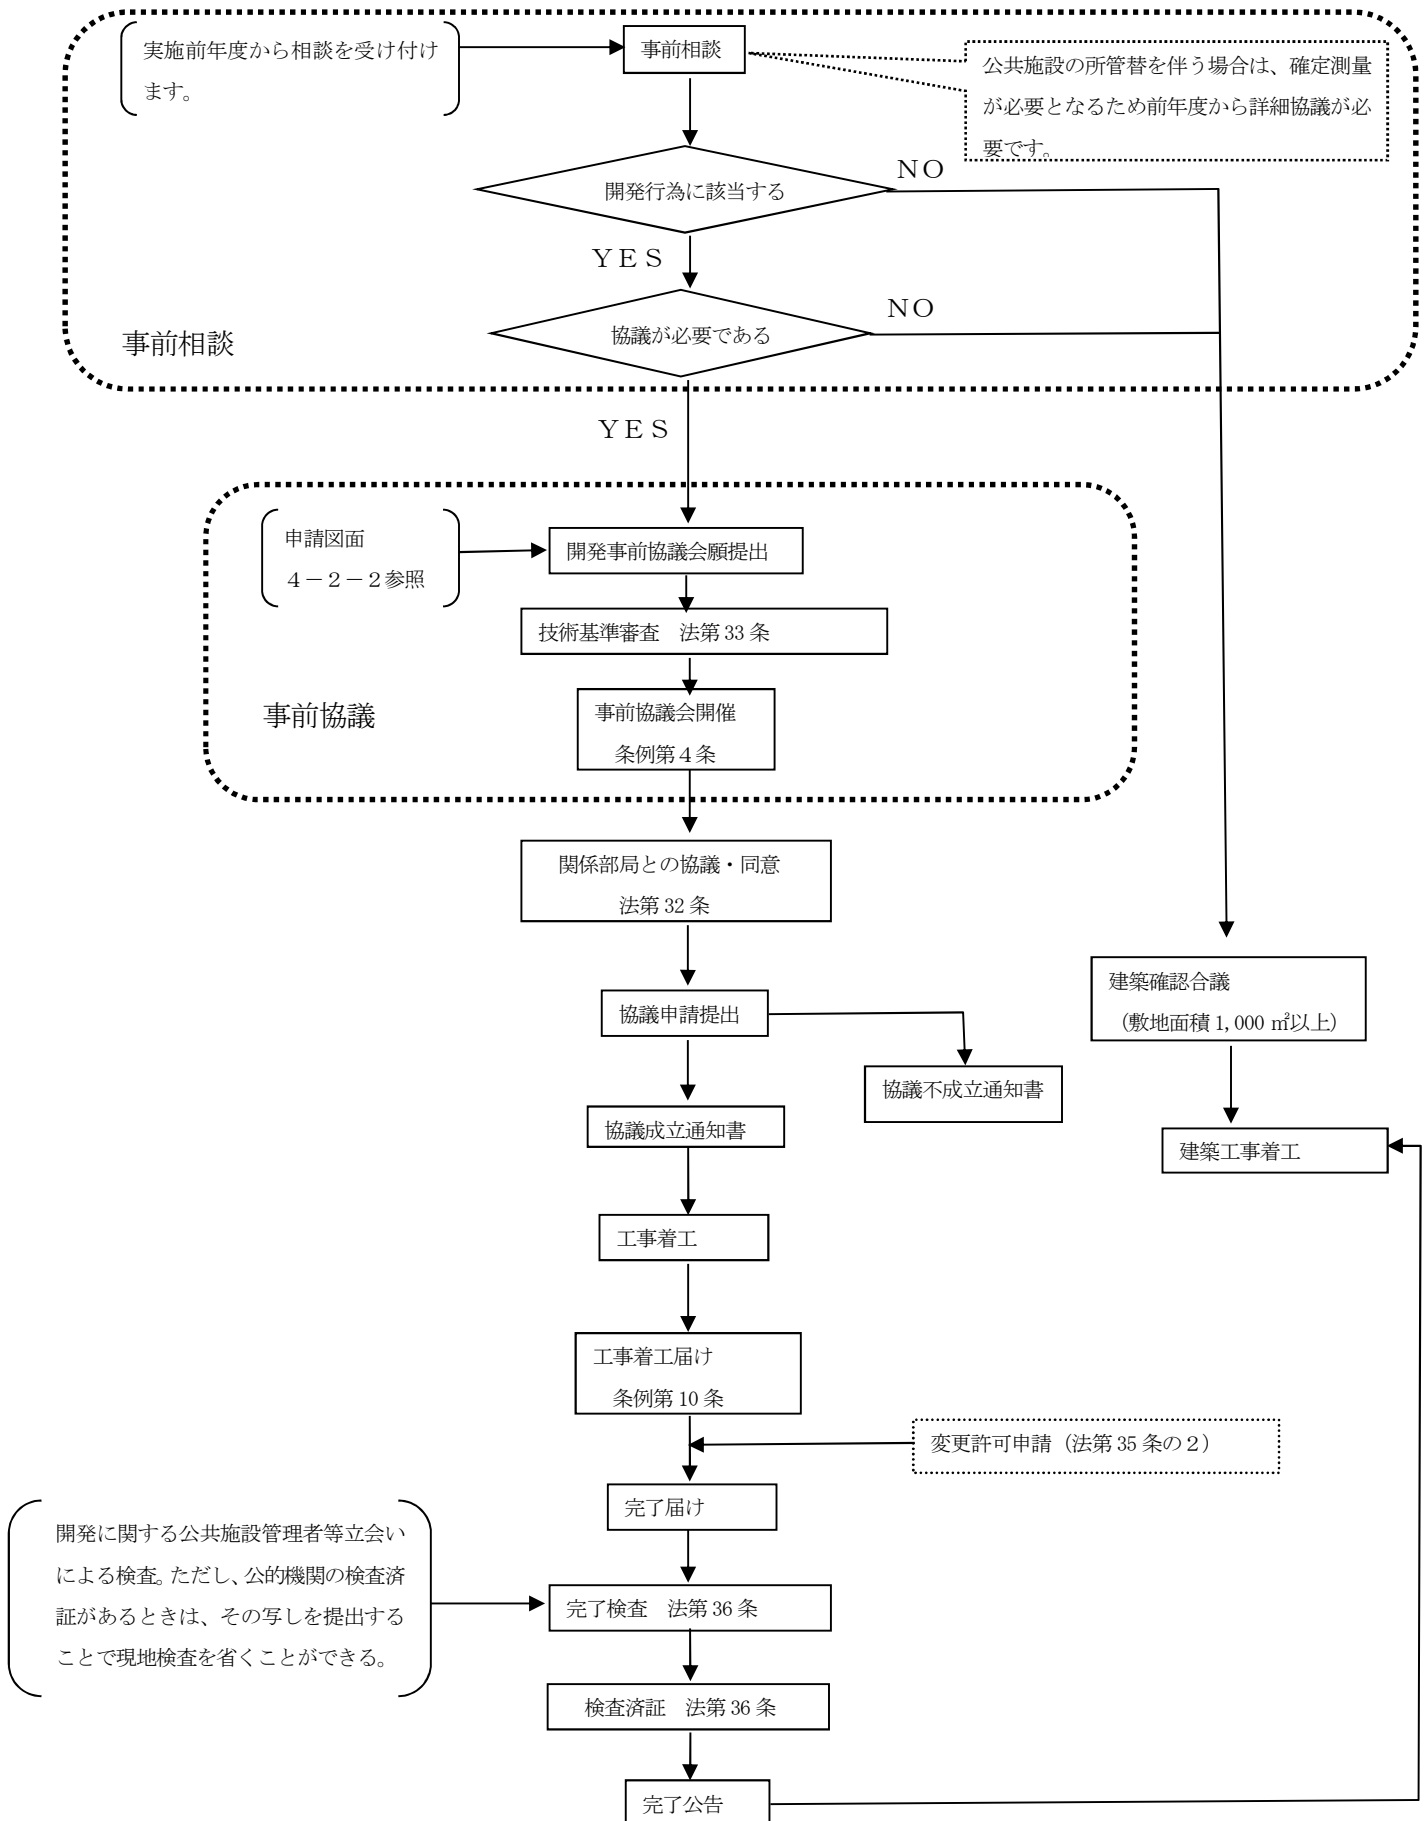 実施前年度から相談を受け付け
ます。
事前相談
公共施設の所管替を伴う場合は、確定測量
が必要となるため前年度から詳細協議が必
要です。
開発行為に該当する
NO
YES
協議が必要である
NO
事前相談
YES
申請図面
4-2-2参照
開発事前協議会願提出
技術基準審査 法第33条
事前協議会開催
条例第4条
事前協議
関係部局との協議・同意
法第32条
協議申請提出
建築確認合議
(敷地面積1,000㎡以上)
協議不成立通知書
協議成立通知書
建築工事着工
工事着工
工事着工届け
条例第10条
変更許可申請(法第35条の2)
完了届け
開発に関する公共施設管理者等立会い
による検査。ただし、公的機関の検査済
証があるときは、その写しを提出する
ことで現地検査を省くことができる。
完了検査 法第36条
検査済証 法第36条
完了公告